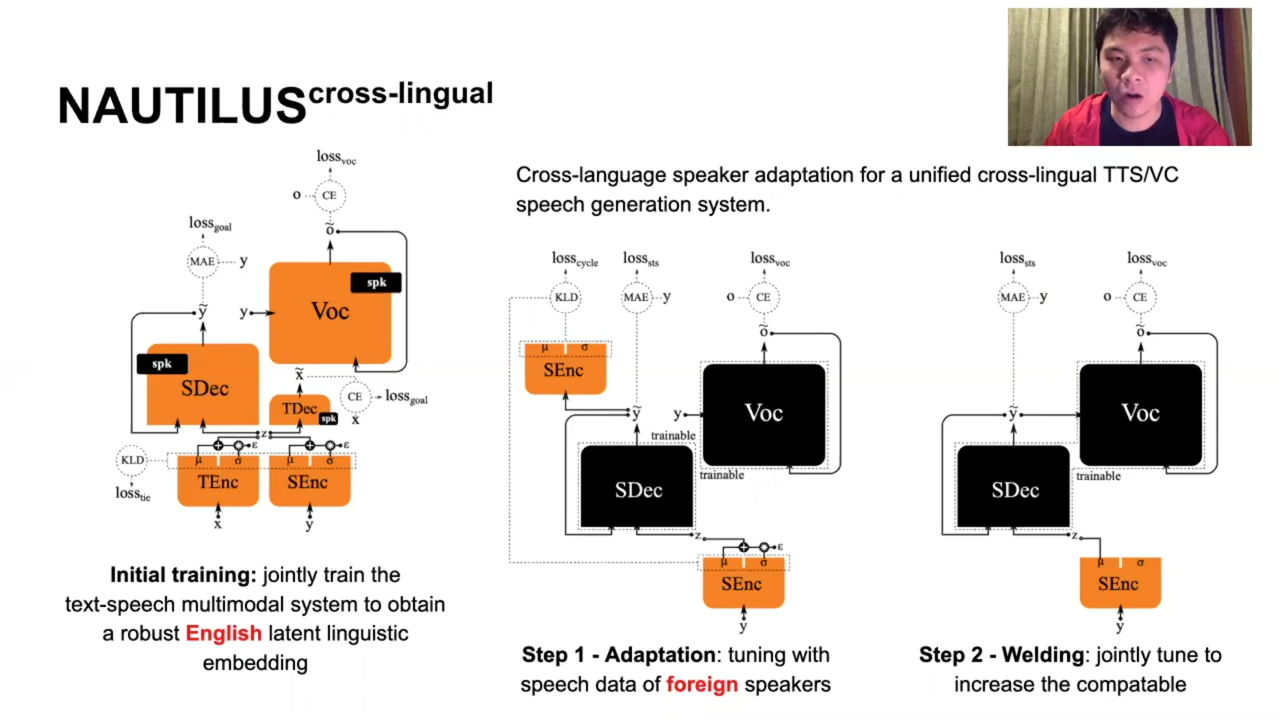 NAUTILUS cross-lingual
Cross-language speaker adaptation for a unified cross-lingual TTS/VC
speech generation system.
loss voc
o CE
õ
loss goal
MAE y
ỹ
y
spk
Voc
spk
SDec
x̃
TDec
spk
CE
loss goal
x
z
ε
KLD
loss tie
μ σ
μ σ
TEnc
SEnc
x
y
Initial training: jointly train the
text-speech multimodal system to obtain
a robust English latent linguistic
embedding
loss cycle
loss sts
loss voc
KLD
MAE y
o CE
õ
μ σ
SEnc
ỹ
y
Voc
trainable
trainable
SDec
z
ε
μ σ
SEnc
y
Step 1 - Adaptation: tuning with
speech data of foreign speakers
loss sts
loss voc
MAE y
o CE
õ
ỹ
Voc
trainable
SDec
z
μ σ
SEnc
y
Step 2 - Welding: jointly tune to
increase the compatable